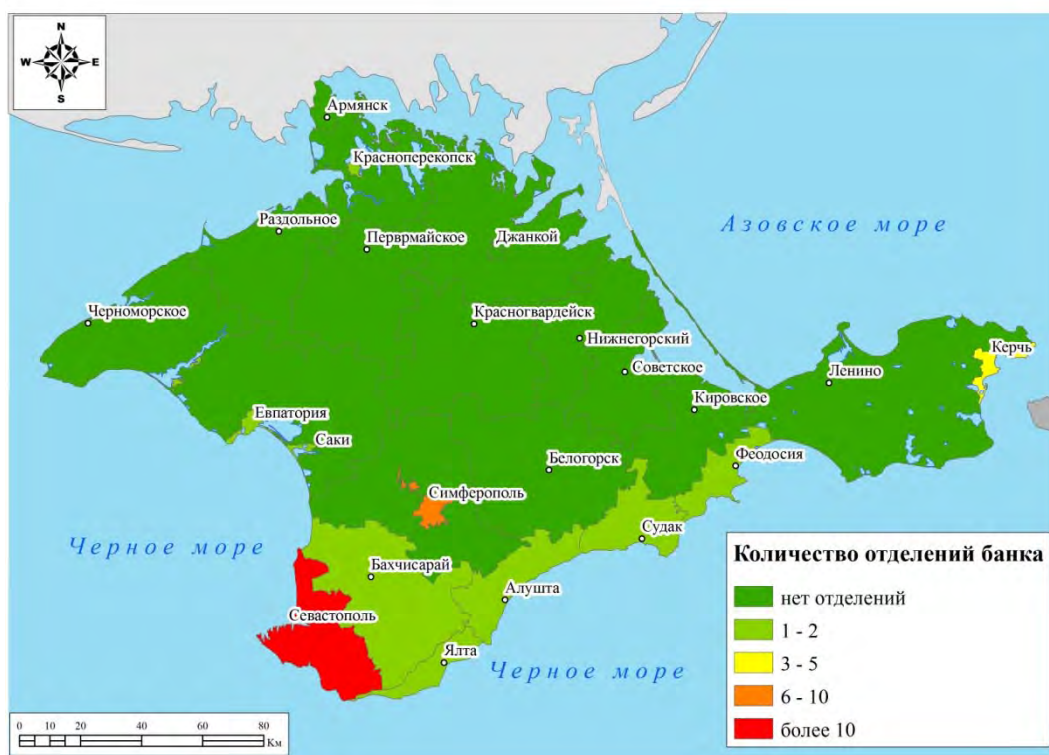 N
W E
S
Армянск
Красноперекопск
Раздольное
Перврмайское
Джанкой
Азовское море
Черноморское
Красногвардейск
Нижнегорский
Керчь
Советское
Ленино
Кировское
Евпатория
Саки
Белогорск
Феодосия
Симферополь
Судак
Черное море
Бахчисарай
Алушта
Севастополь
Ялта
Черное море
Количество отделений банка
нет отделений
1 - 2
3 - 5
6 - 10
более 10
0 10 20 40 60 80
Км